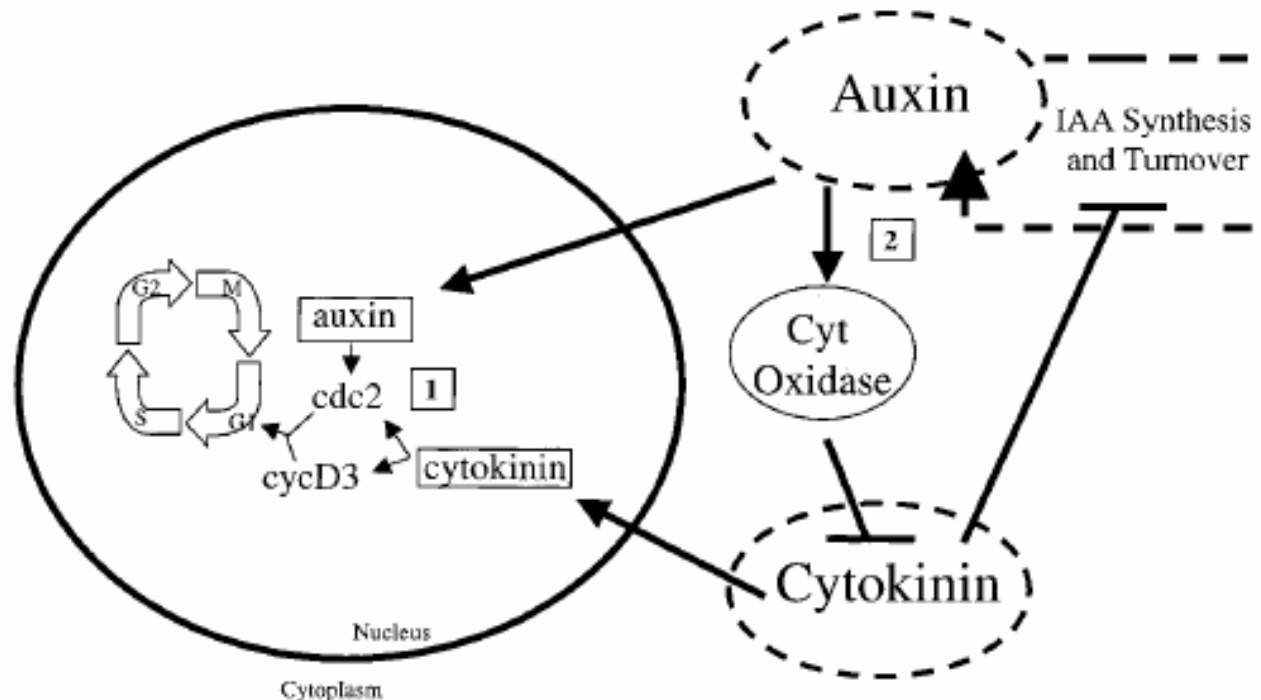 Auxin
IAA Synthesis
and Turnover
2
G2
M
auxin
Cyt
Oxidase
cdc2
1
S
G1
cycD3
cytokinin
Cytokinin
Nucleus
Cytoplasm